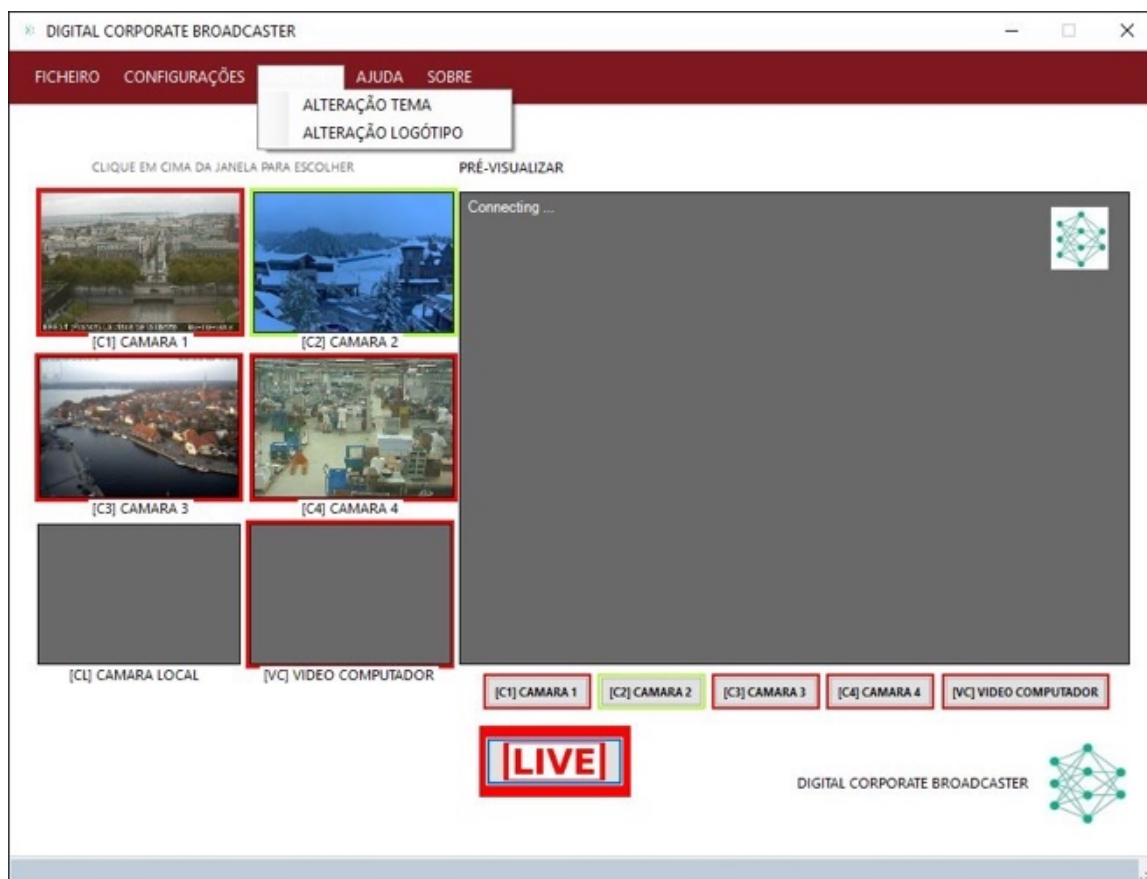 DIGITAL CORPORATE BROADCASTER
FICHEIRO CONFIGURAÇÕES AJUDA SOBRE
ALTERAÇÃO TEMA
ALTERAÇÃO LOGÓTIPO
CLIQUE EM CIMA DA JANELA PARA ESCOLHER
PRÉ-VISUALIZAR
Connecting ...
[C1] CAMARA 1
[C2] CAMARA 2
[C3] CAMARA 3
[C4] CAMARA 4
[CL] CAMARA LOCAL
[VC] VIDEO COMPUTADOR
[C1] CAMARA 1
[C2] CAMARA 2
[C3] CAMARA 3
[C4] CAMARA 4
[VC] VIDEO COMPUTADOR
[LIVE]
DIGITAL CORPORATE BROADCASTER